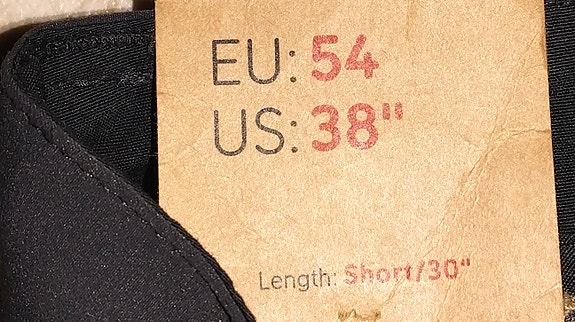 EU: 54
US: 38"
Length: Short/30"